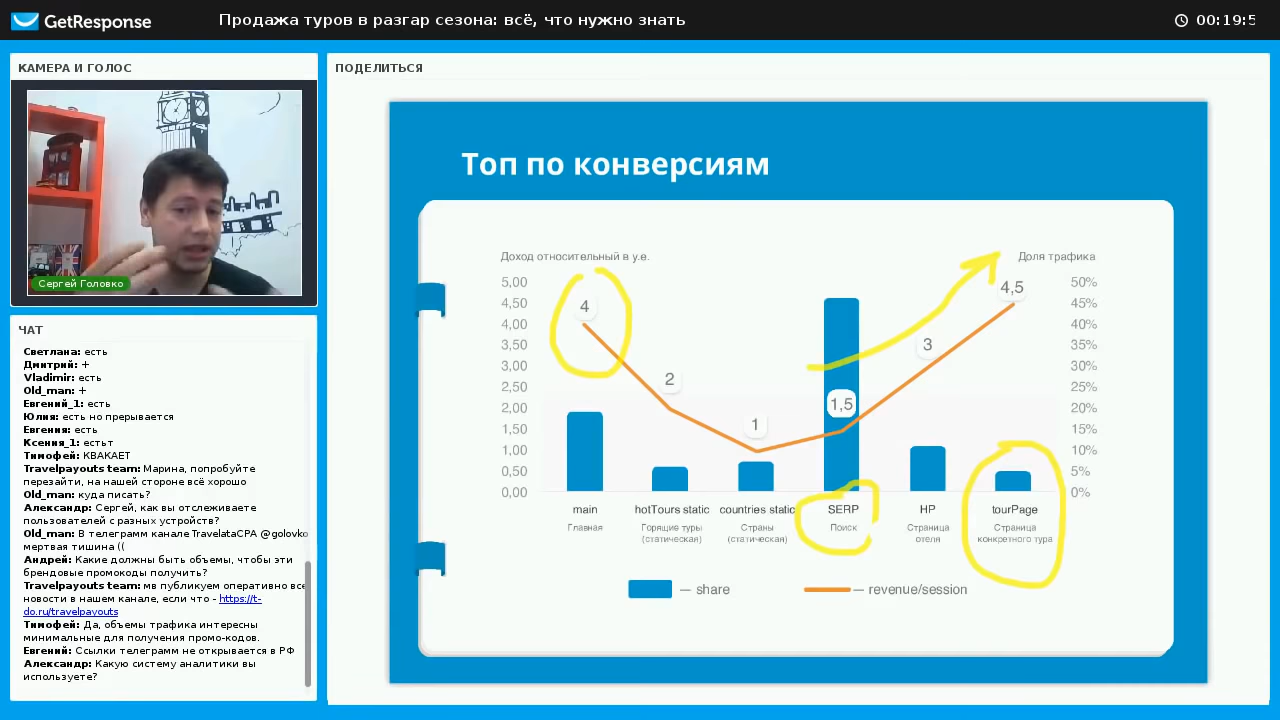 GetResponse
Продажа туров в разгар сезона: всё, что нужно знать
00:19:5
КАМЕРА И ГОЛОС
Сергей Головко
ЧАТ
Светлана: есть
Дмитрий: +
Vladimir: есть
Old_man: +
Евгений_1: есть
Юлия: есть но прерывается
Евгения: есть
Ксения_1: естьт
Тимофей: КВАКАЕТ
Travelpayouts team: Марина, попробуйте
перезайти, на нашей стороне всё хорошо
Old_man: куда писать?
Александр: Сергей, как вы отслеживаете
пользователей с разных устройств?
Old_man: В телеграмм канале TravelataCPA @golovko
мертвая тишина ((
Андрей: Какие должны быть объемы, чтобы эти
брендовые промокоды получить?
Travelpayouts team: мв публикуем оперативно все
новости в нашем канале, если что - https://t-
do.ru/travelpayouts
Тимофей: Да, объемы трафика интересны
минимальные для получения промо-кодов.
Евгений: Ссылки телеграмм не открывается в РФ
Александр: Какую систему аналитики вы
используете?
ПОДЕЛИТЬСЯ
Топ по конверсиям
Доход относительный в у.е.
Доля трафика
5,00
4,50
4,00
3,50
3,00
2,50
2,00
1,50
1,00
0,50
0,00
4
2
1
1,5
3
4,5
50%
45%
40%
35%
30%
25%
20%
15%
10%
5%
0%
main
hotTours static
countries static
SERP
HP
tourPage
Главная
Горящие туры
(статическая)
Страны
(статическая)
Поиск
Страница
отеля
Страница
конкретного тура
— share
— revenue/session